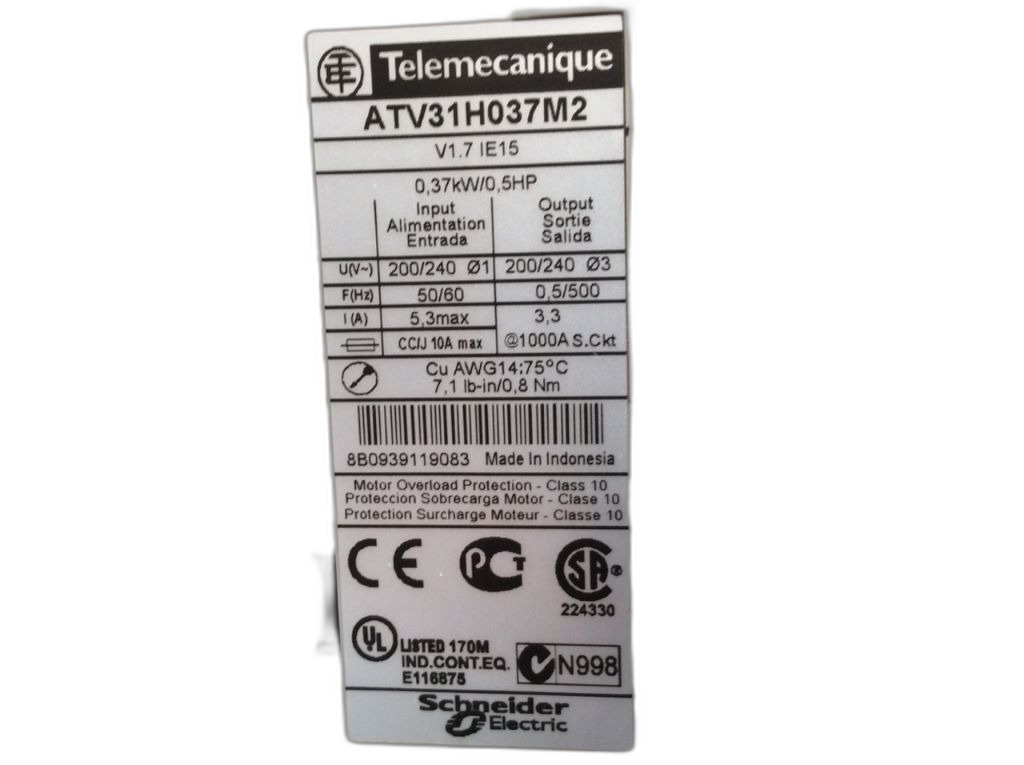 Telemecanique
ATV31H037M2
V1.7 IE15
0,37kW/0,5HP
Input Output
Alimentation Sortie
Entrada Salida
U(V~) 200/240 Ø1 200/240 Ø3
F(Hz) 50/60 0,5/500
I (A) 5,3max 3,3
CC/J 10A max @1000A S.Ckt
Cu AWG14:75°C
7,1 lb-in/0,8 Nm
8B0939119083 Made In Indonesia
Motor Overload Protection - Class 10
Proteccion Sobrecarga Motor - Clase 10
Protection Surcharge Moteur - Classe 10
CE PCT SA ®
224330
UL LISTED 170M
IND.CONT.EQ. N998
E116875
Schneider
Electric